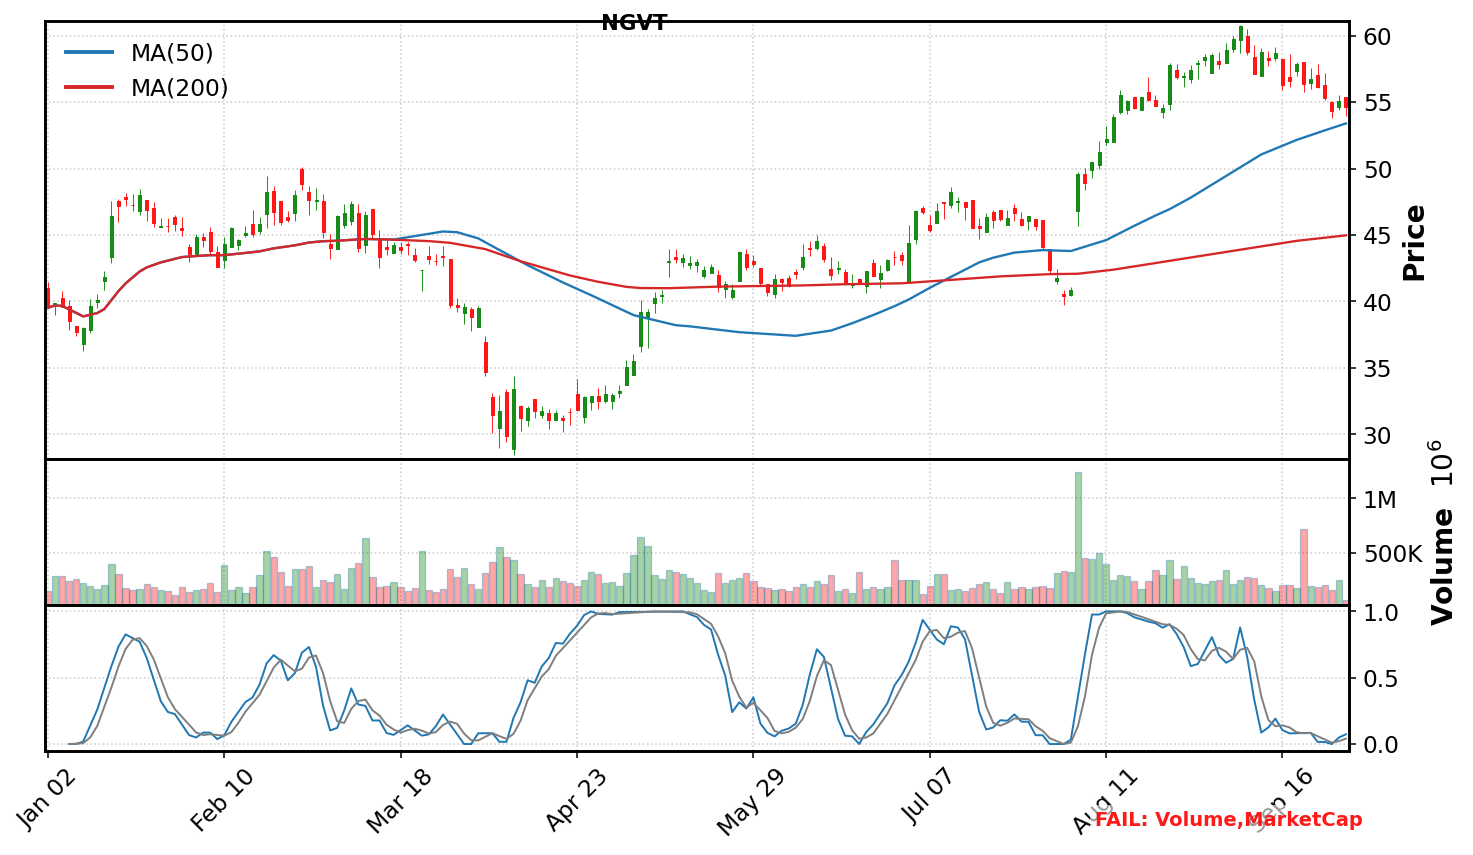 NGVT
MA(50)
MA(200)
60
55
50
45
40
35
30
Price
1M
500K
Volume 10^6
1.0
0.5
0.0
Jan 02
Feb 10
Mar 18
Apr 23
May 29
Jul 07
Aug 11
Sep 16
FAIL: Volume,MarketCap